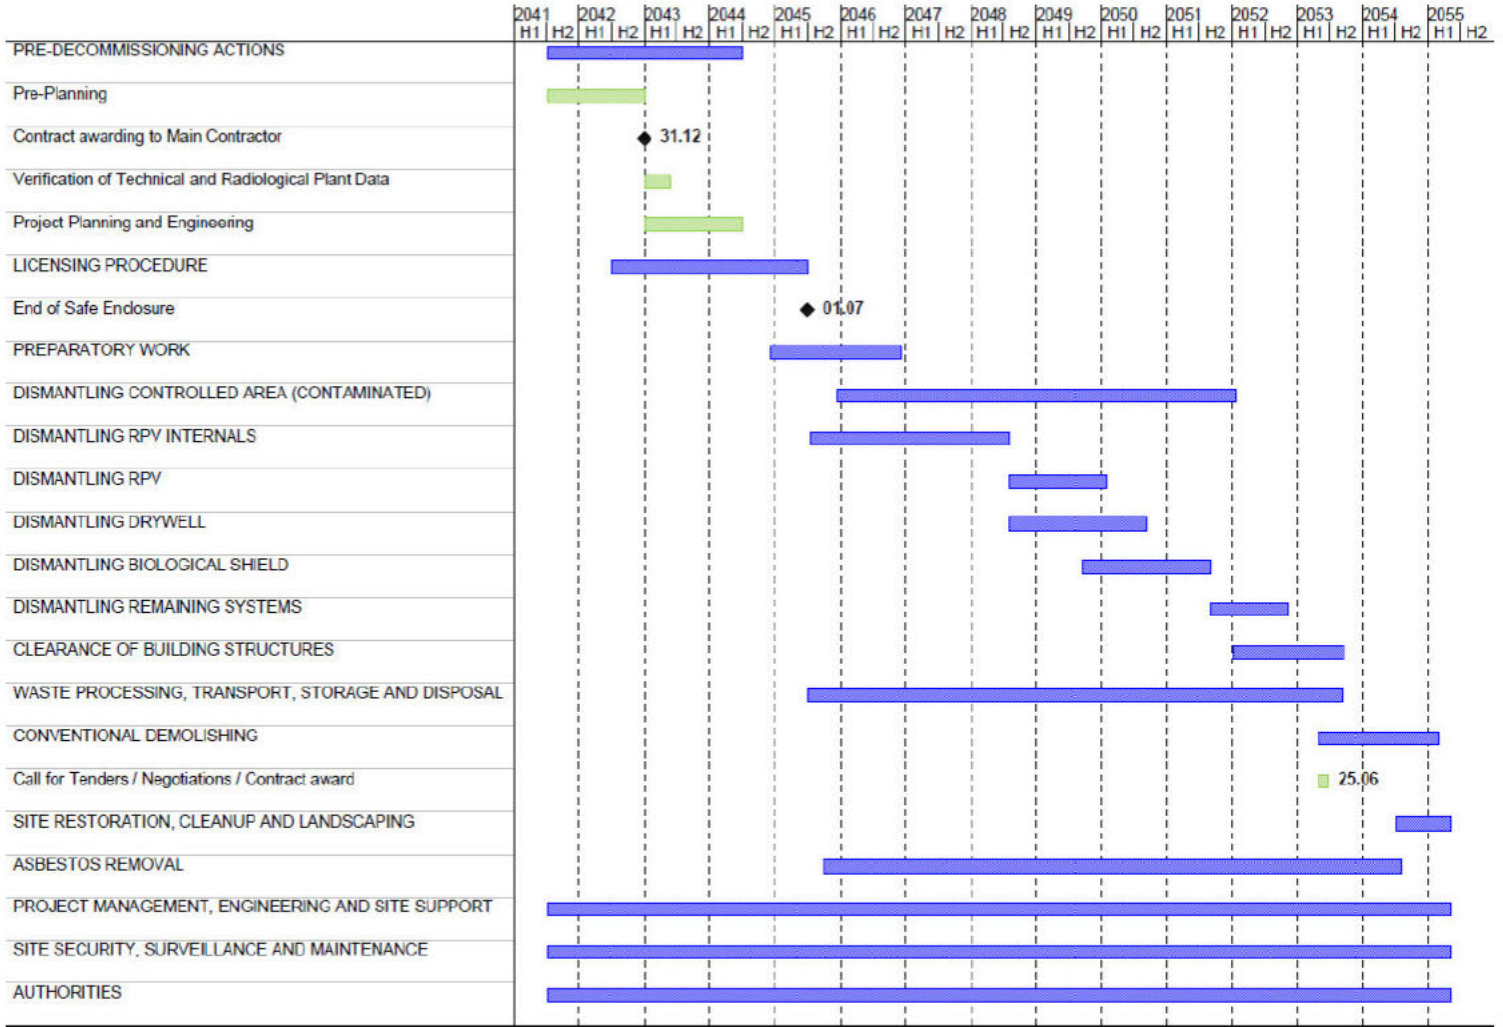 2041 2042 2043 2044 2045 2046 2047 2048 2049 2050 2051 2052 2053 2054 2055
H1 H2 H1 H2 H1 H2 H1 H2 H1 H2 H1 H2 H1 H2 H1 H2 H1 H2 H1 H2 H1 H2 H1 H2 H1 H2 H1 H2 H1 H2
PRE-DECOMMISSIONING ACTIONS
Pre-Planning
Contract awarding to Main Contractor 31.12
Verification of Technical and Radiological Plant Data
Project Planning and Engineering
LICENSING PROCEDURE
End of Safe Enclosure 01.07
PREPARATORY WORK
DISMANTLING CONTROLLED AREA (CONTAMINATED)
DISMANTLING RPV INTERNALS
DISMANTLING RPV
DISMANTLING DRYWELL
DISMANTLING BIOLOGICAL SHIELD
DISMANTLING REMAINING SYSTEMS
CLEARANCE OF BUILDING STRUCTURES
WASTE PROCESSING, TRANSPORT, STORAGE AND DISPOSAL
CONVENTIONAL DEMOLISHING
Call for Tenders / Negotiations / Contract award 25.06
SITE RESTORATION, CLEANUP AND LANDSCAPING
ASBESTOS REMOVAL
PROJECT MANAGEMENT, ENGINEERING AND SITE SUPPORT
SITE SECURITY, SURVEILLANCE AND MAINTENANCE
AUTHORITIES